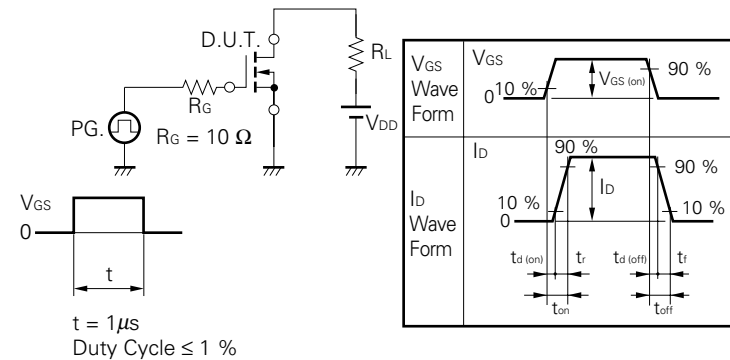 D.U.T.
RL
RG
PG.
RG = 10 Ω
VDD
VGS
0
t
t = 1μs
Duty Cycle ≤ 1 %
VGS
Wave
Form
VGS
10 %
0
VGS (on)
90 %
ID
Wave
Form
ID
90 %
90 %
ID
10 %
0
10 %
td (on)
tr
td (off)
tf
ton
toff